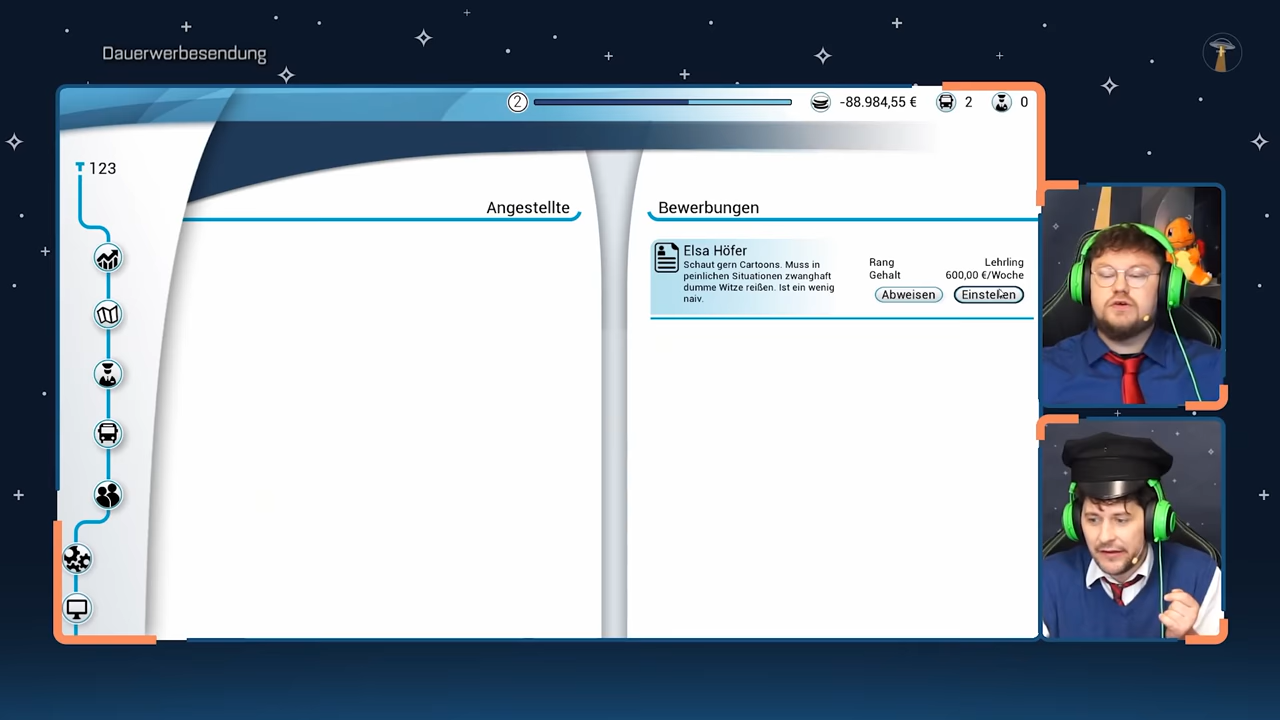 Dauerwerbesendung
2
-88.984,55 €
2
0
123
Angestellte
Bewerbungen
Elsa Höfer
Schaut gern Cartoons. Muss in
peinlichen Situationen zwanghaft
dumme Witze reißen. Ist ein wenig
naiv.
Rang Lehrling
Gehalt 600,00 €/Woche
Abweisen Einstellen